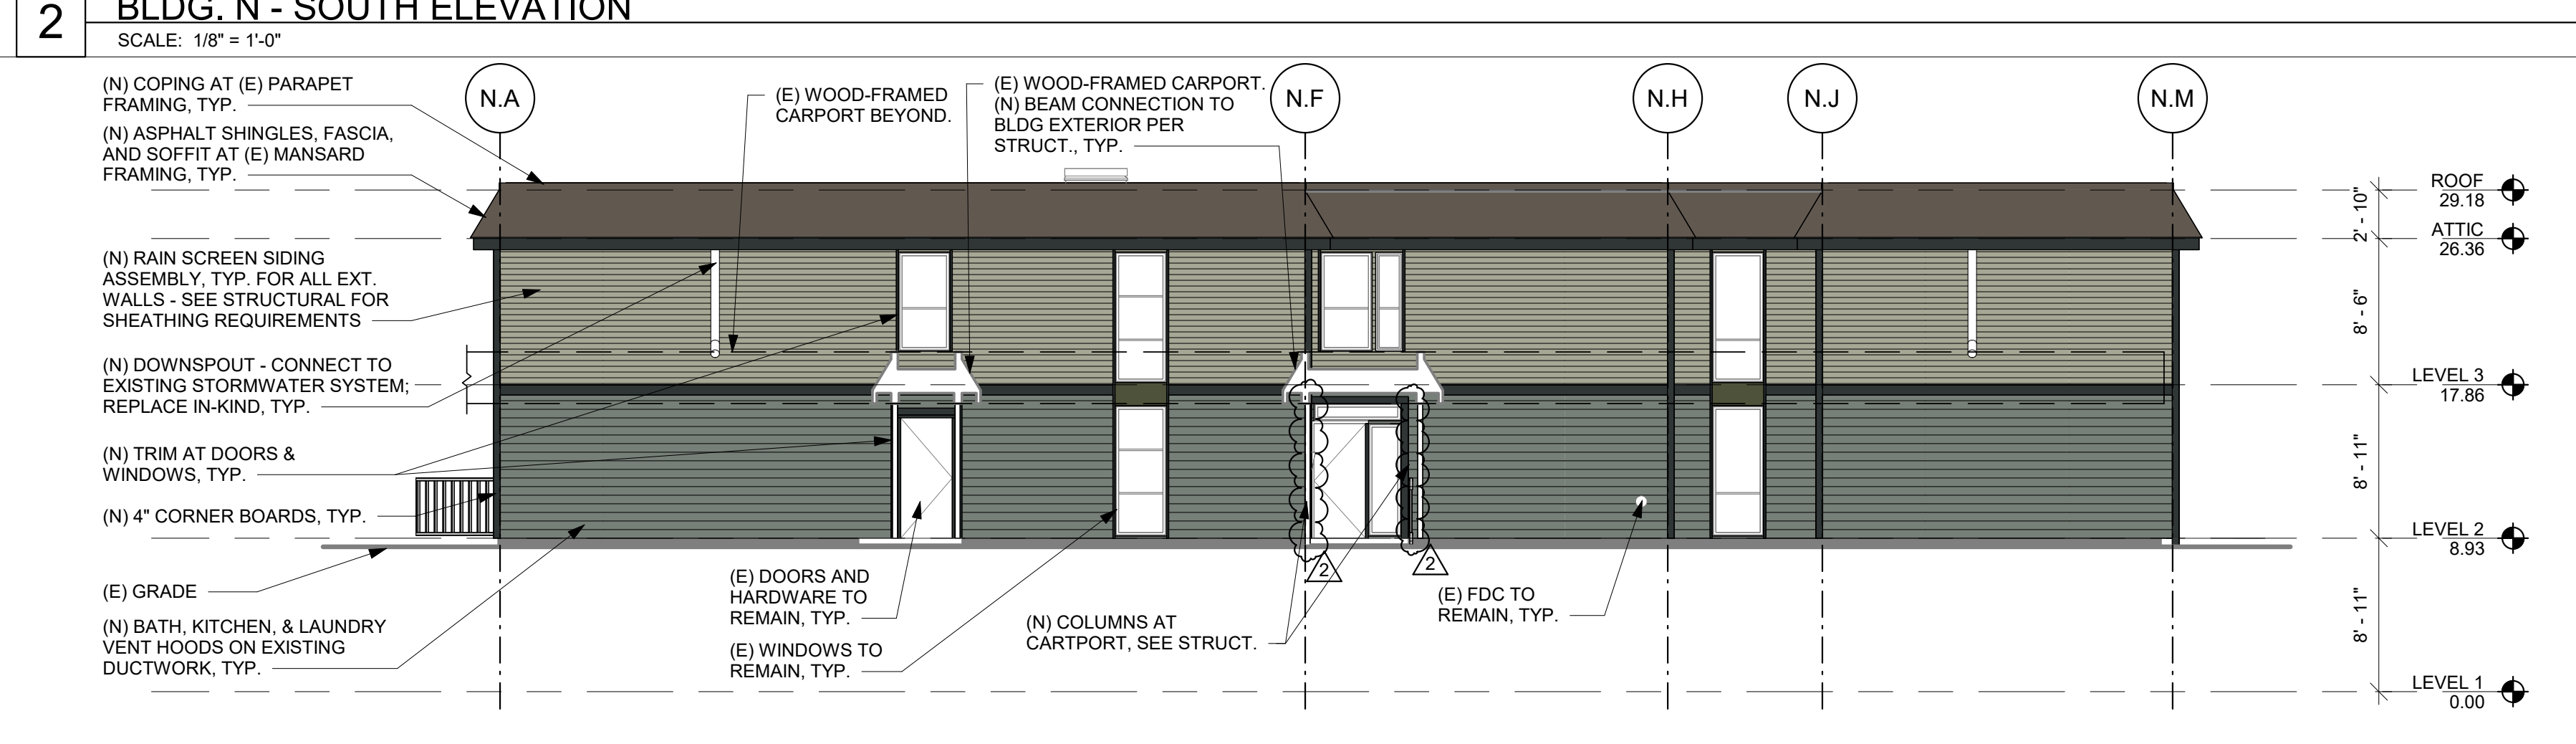 2
BLDG. N - SOUTH ELEVATION
SCALE: 1/8" = 1'-0"
(N) COPING AT (E) PARAPET
FRAMING, TYP.
(N) ASPHALT SHINGLES, FASCIA,
AND SOFFIT AT (E) MANSARD
FRAMING, TYP.
(N) RAIN SCREEN SIDING
ASSEMBLY, TYP. FOR ALL EXT.
WALLS - SEE STRUCTURAL FOR
SHEATHING REQUIREMENTS
(N) DOWNSPOUT - CONNECT TO
EXISTING STORMWATER SYSTEM;
REPLACE IN-KIND, TYP.
(N) TRIM AT DOORS &
WINDOWS, TYP.
(N) 4" CORNER BOARDS, TYP.
(E) GRADE
(N) BATH, KITCHEN, & LAUNDRY
VENT HOODS ON EXISTING
DUCTWORK, TYP.
N.A
(E) WOOD-FRAMED
CARPORT BEYOND.
(E) WOOD-FRAMED CARPORT.
(N) BEAM CONNECTION TO
BLDG EXTERIOR PER
STRUCT., TYP.
N.F
N.H
N.J
N.M
(E) DOORS AND
HARDWARE TO
REMAIN, TYP.
(E) WINDOWS TO
REMAIN, TYP.
(N) COLUMNS AT
CARTPORT, SEE STRUCT.
2
2
(E) FDC TO
REMAIN, TYP.
2' - 10"
8' - 6"
8' - 11"
8' - 11"
ROOF
29.18
ATTIC
26.36
LEVEL 3
17.86
LEVEL 2
8.93
LEVEL 1
0.00